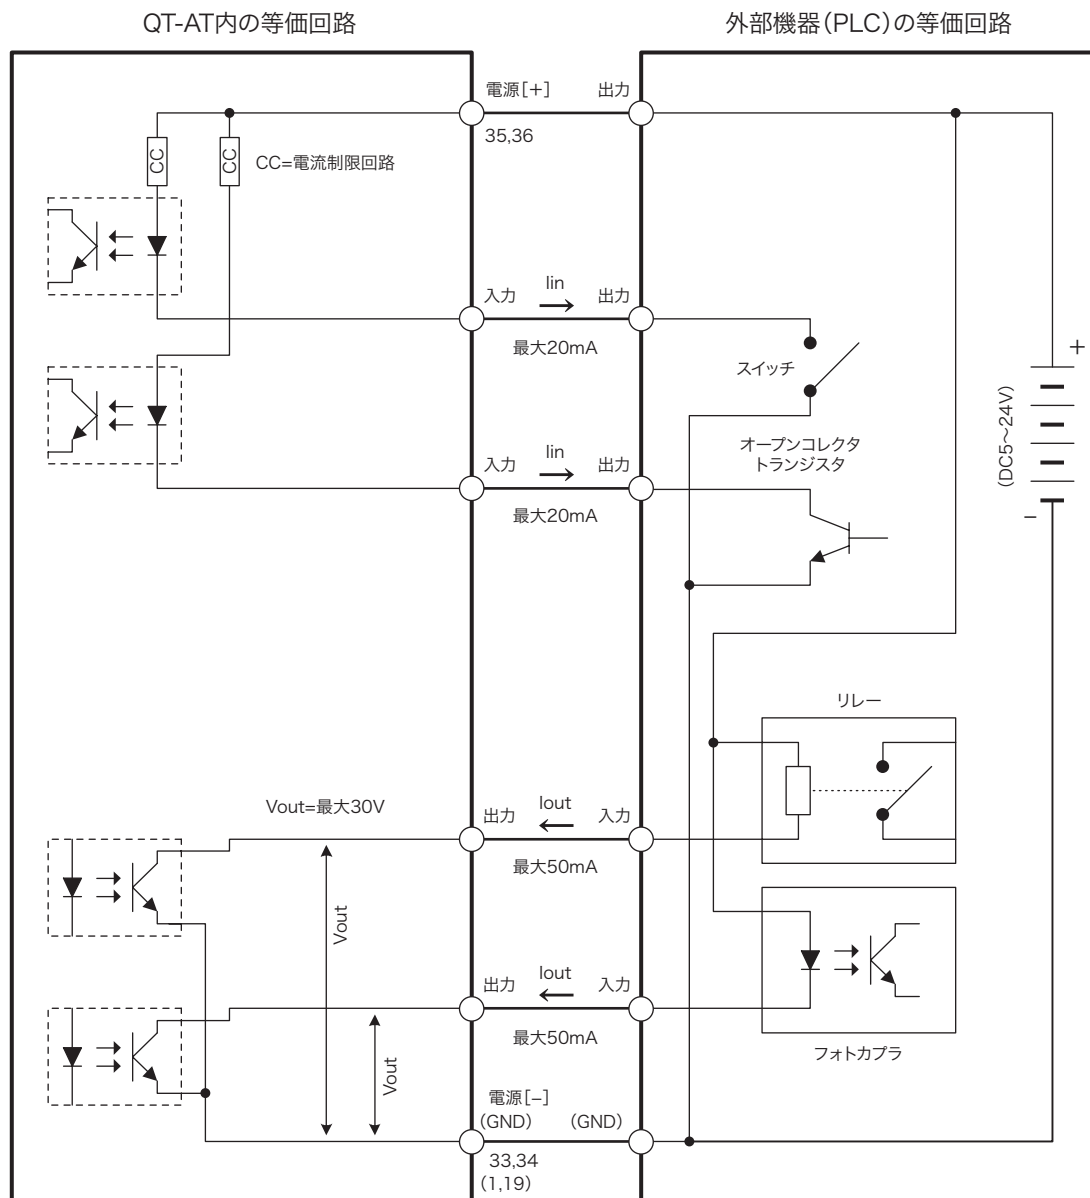 QT-AT内の等価回路
外部機器(PLC)の等価回路
電源[+]
出力
35,36
CC
CC
CC=電流制限回路
入力
Iin
出力
最大20mA
スイッチ
+
(DC5〜24V)
−
オープンコレクタ
トランジスタ
入力
Iin
出力
最大20mA
リレー
Vout=最大30V
出力
Iout
入力
最大50mA
Vout
出力
Iout
入力
最大50mA
フォトカプラ
Vout
電源[−]
(GND)
(GND)
33,34
(1,19)